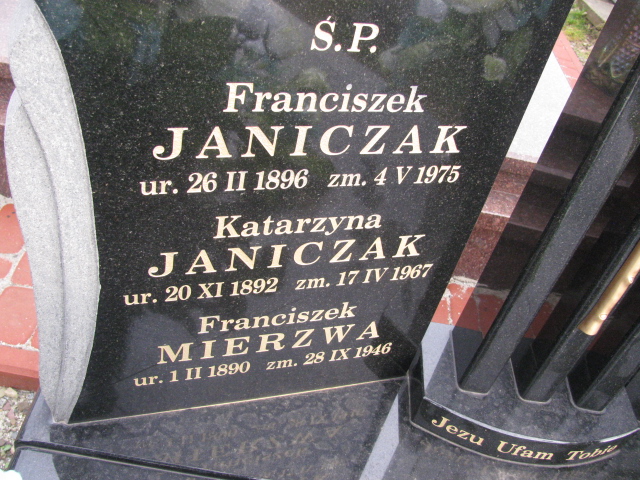 Ś.P.
Franciszek
JANICZAK
ur. 26 II 1896 zm. 4 V 1975
Katarzyna
JANICZAK
ur. 20 XI 1892 zm. 17 IV 1967
Franciszek
MIERZWA
ur. 1 II 1890 zm. 28 IX 1946
Jezu Ufam Tobie